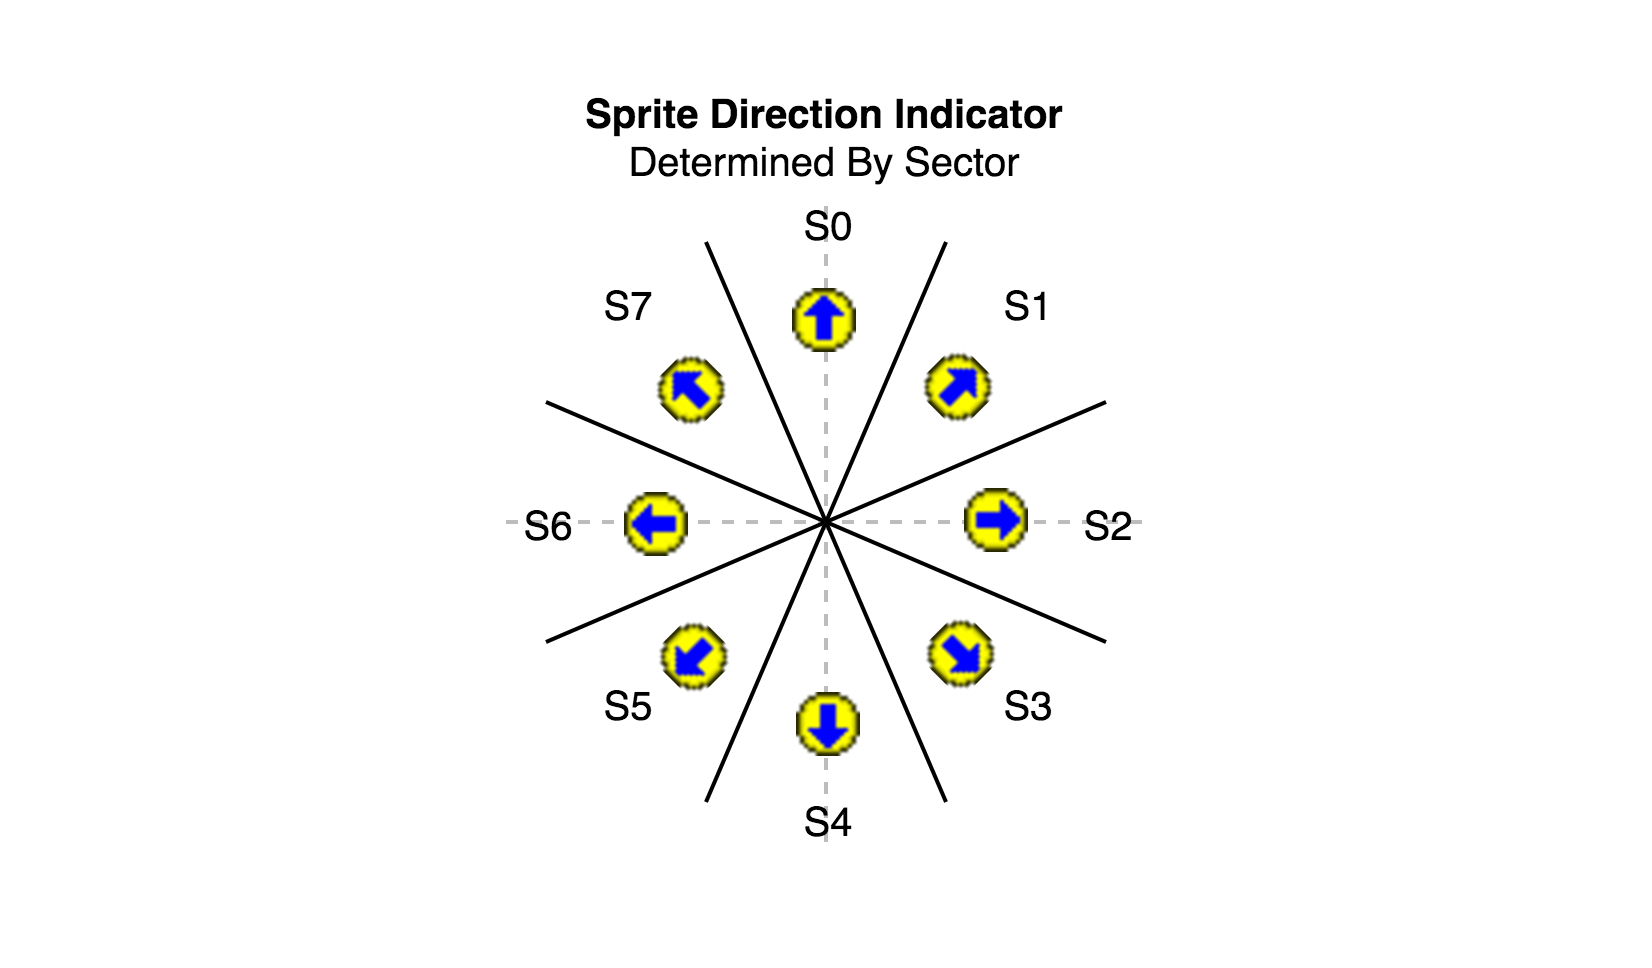 Sprite Direction Indicator
Determined By Sector
S0
S7
S1
S6
S2
S5
S3
S4